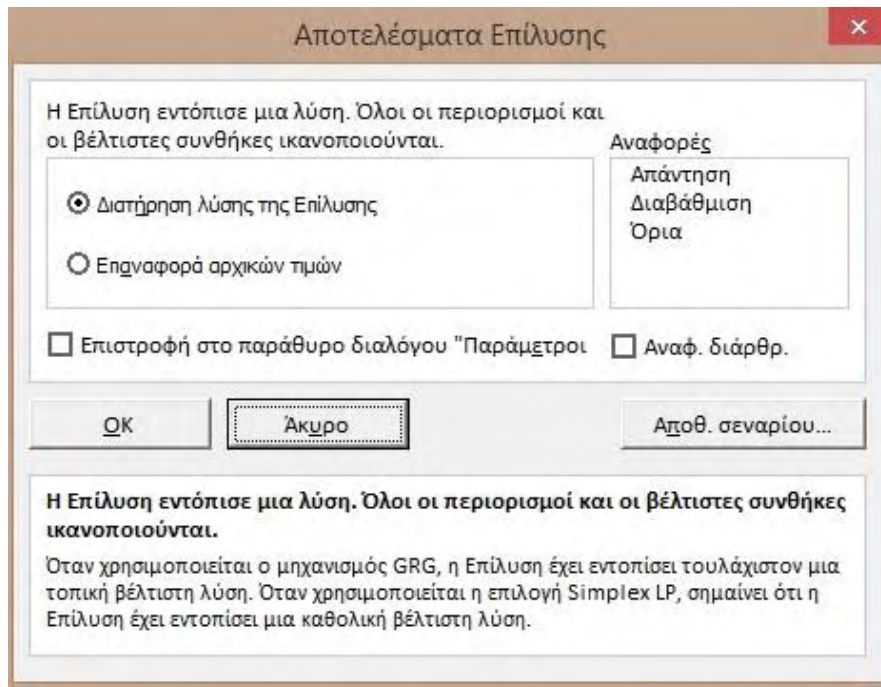 Αποτελέσματα Επίλυσης
Η Επίλυση εντόπισε μια λύση. Όλοι οι περιορισμοί και
οι βέλτιστες συνθήκες ικανοποιούνται.
Αναφορές
Διατήρηση λύσης της Επίλυσης
Επαναφορά αρχικών τιμών
Απάντηση
Διαβάθμιση
Όρια
Επιστροφή στο παράθυρο διαλόγου "Παράμετροι
Αναφ. διάρθρ.
OK
Άκυρο
Αποθ. σεναρίου...
Η Επίλυση εντόπισε μια λύση. Όλοι οι περιορισμοί και οι βέλτιστες συνθήκες
ικανοποιούνται.
Όταν χρησιμοποιείται ο μηχανισμός GRG, η Επίλυση έχει εντοπίσει τουλάχιστον μια
τοπική βέλτιστη λύση. Όταν χρησιμοποιείται η επιλογή Simplex LP, σημαίνει ότι η
Επίλυση έχει εντοπίσει μια καθολική βέλτιστη λύση.